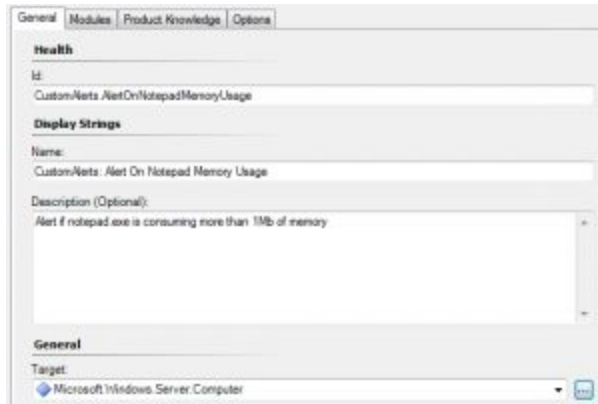 General Modules Product Knowledge Options
Health
Id:
CustomAlerts.AlertOnNotepadMemoryUsage
Display Strings
Name:
CustomAlerts: Alert On Notepad Memory Usage
Description (Optional):
Alert if notepad.exe is consuming more than 1Mb of memory
General
Target:
Microsoft.Windows.Server.Computer
...